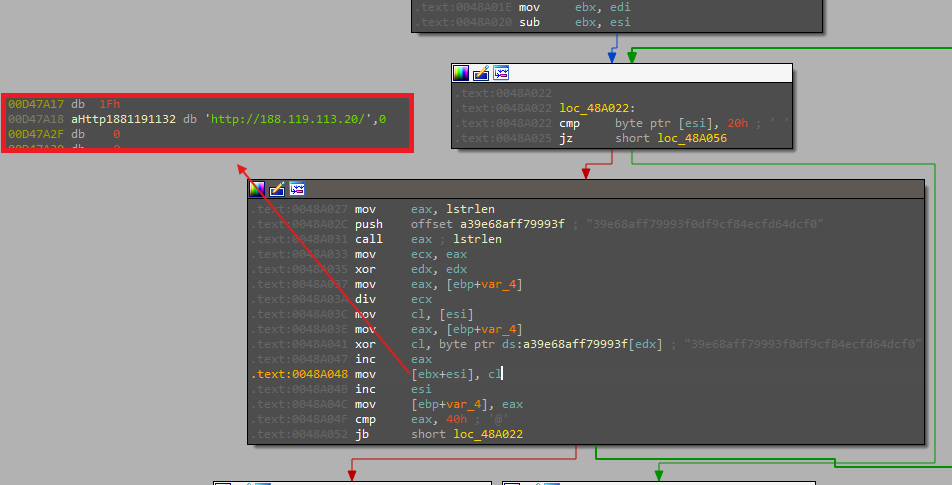 .text:0048A01E mov ebx, edi
.text:0048A020 sub ebx, esi
00D47A17 db 1Fh
00D47A18 aHttp1881191132 db 'http://188.119.113.20/',0
00D47A2F db 0
00D47A30 db 0
.text:0048A022
.text:0048A022 loc_48A022:
.text:0048A022 cmp byte ptr [esi], 20h ; ' '
.text:0048A025 jz short loc_48A056
.text:0048A027 mov eax, lstrlen
.text:0048A02C push offset a39e68aff79993f ; "39e68aff79993f0df9cf84ecfd64dcf0"
.text:0048A031 call eax ; lstrlen
.text:0048A033 mov ecx, eax
.text:0048A035 xor edx, edx
.text:0048A037 mov eax, [ebp+var_4]
.text:0048A03A div ecx
.text:0048A03C mov cl, [esi]
.text:0048A03E mov eax, [ebp+var_4]
.text:0048A041 xor cl, byte ptr ds:a39e68aff79993f[edx] ; "39e68aff79993f0df9cf84ecfd64dcf0"
.text:0048A047 inc eax
.text:0048A048 mov [ebx+esi], cl
.text:0048A04B inc esi
.text:0048A04C mov [ebp+var_4], eax
.text:0048A04F cmp eax, 40h ; '@'
.text:0048A052 jb short loc_48A022